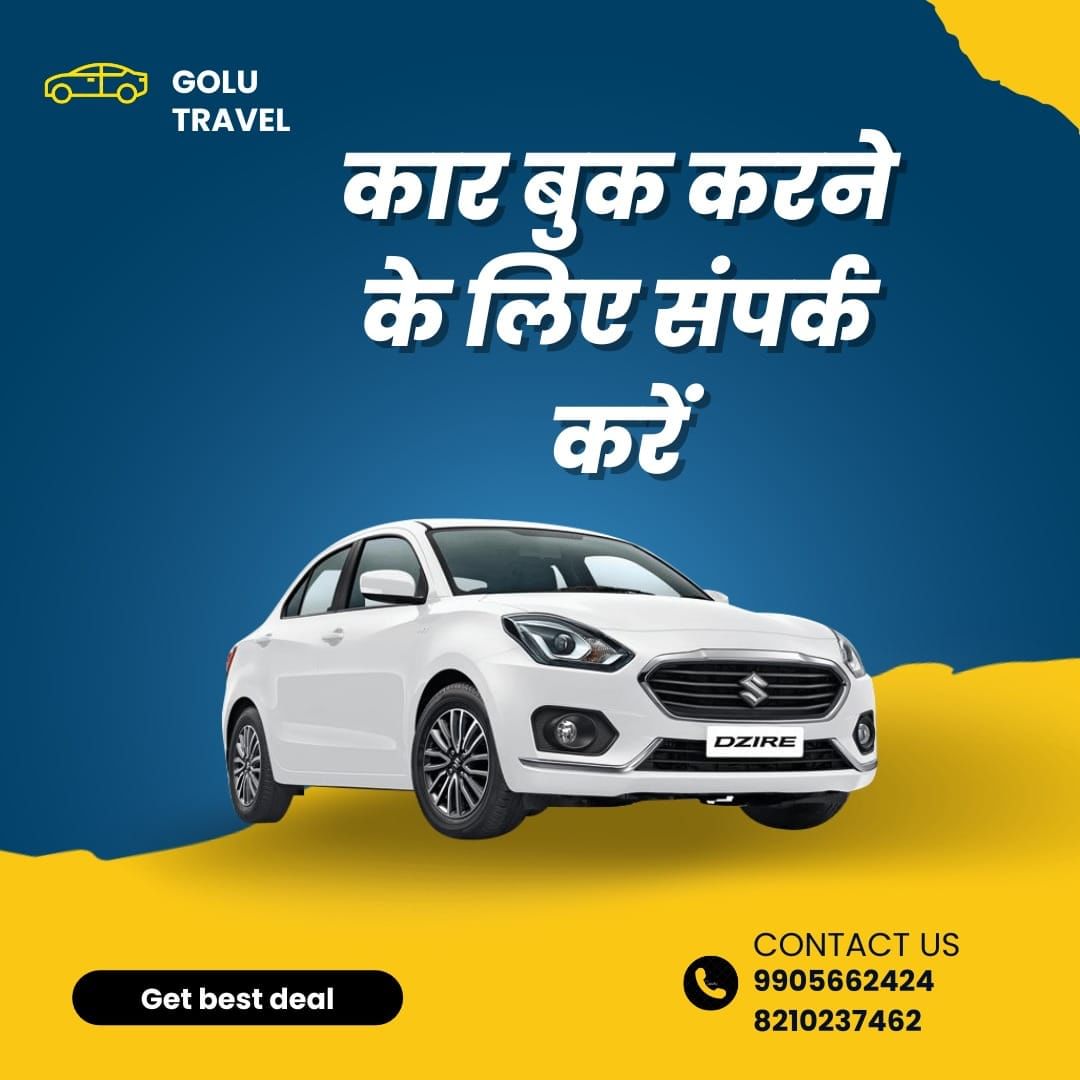 GOLU
TRAVEL
कार बुक करने
के लिए संपर्क
करें
DZIRE
CONTACT US
9905662424
8210237462
Get best deal